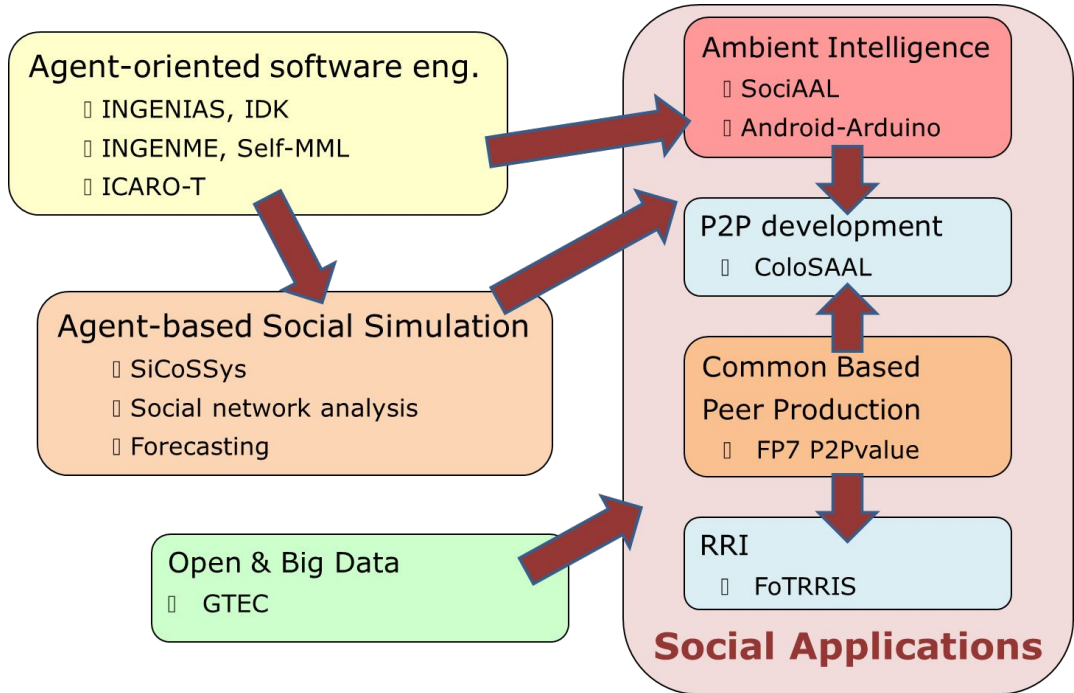 Agent-oriented software eng.
INGENIAS, IDK
INGENME, Self-MML
ICARO-T
Agent-based Social Simulation
SiCoSSys
Social network analysis
Forecasting
Open & Big Data
GTEC
Ambient Intelligence
SociAAL
Android-Arduino
P2P development
ColoSAAL
Common Based
Peer Production
FP7 P2Pvalue
RRI
FoTRRIS
Social Applications